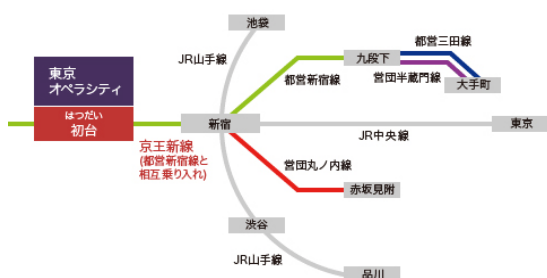 池袋
JR山手線
都営三田線
九段下
東京
オペラシティ
都営新宿線
営団半蔵門線
大手町
はつだい
初台
新宿
東京
京王新線
(都営新宿線と
相互乗り入れ)
JR中央線
営団丸ノ内線
赤坂見附
渋谷
JR山手線
品川